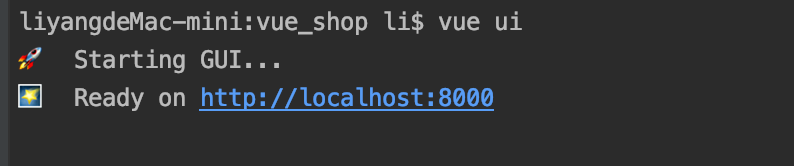 liyangdeMac-mini:vue_shop li$ vue ui
🚀 Starting GUI...
🌠 Ready on http://localhost:8000